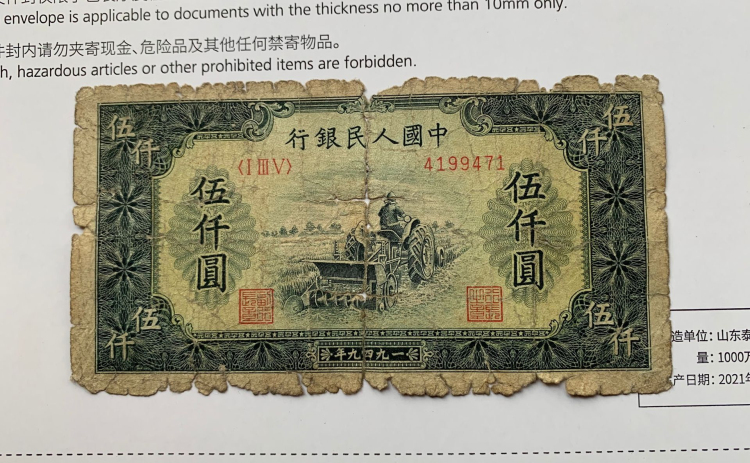 envelope is applicable to documents with the thickness no more than 10mm only.
件封内请勿夹寄现金、危险品及其他任何禁寄物品。
h, hazardous articles or other prohibited items are forbidden.
伍仟
伍仟
中國人民銀行
〈I III V〉
4199471
伍仟圓
伍仟圓
伍仟
伍仟
一九四九年
造单位: 山东泰
量: 1000万
产日期: 2021年